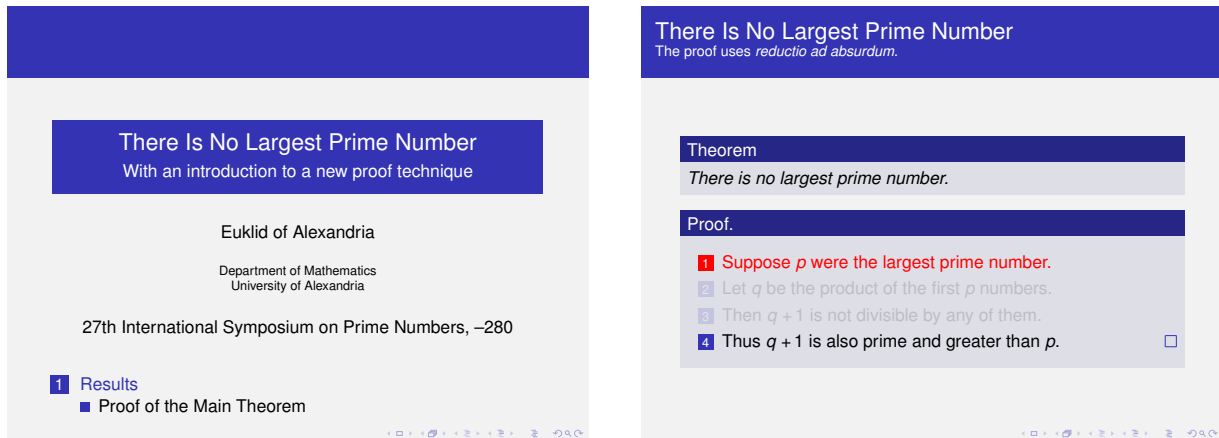 There Is No Largest Prime Number
With an introduction to a new proof technique
Euklid of Alexandria
Department of Mathematics
University of Alexandria
27th International Symposium on Prime Numbers, –280
1 Results
Proof of the Main Theorem
There Is No Largest Prime Number
The proof uses reductio ad absurdum.
Theorem
There is no largest prime number.
Proof.
1 Suppose p were the largest prime number.
2 Let q be the product of the first p numbers.
3 Then q + 1 is not divisible by any of them.
4 Thus q + 1 is also prime and greater than p. □